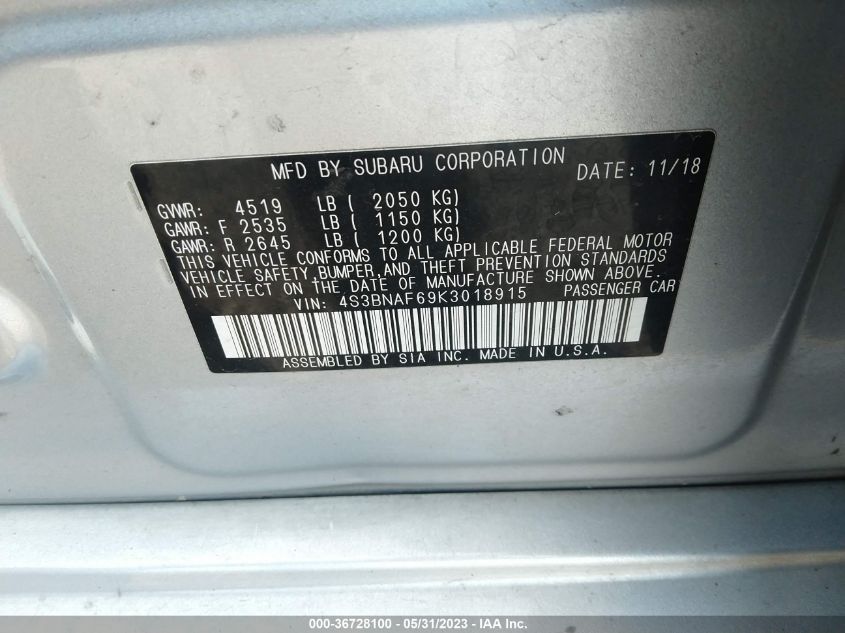 MFD BY SUBARU CORPORATION DATE: 11/18
GVWR: 4519 LB ( 2050 KG)
GAWR: F 2535 LB ( 1150 KG)
GAWR: R 2645 LB ( 1200 KG)
THIS VEHICLE CONFORMS TO ALL APPLICABLE FEDERAL MOTOR
VEHICLE SAFETY,BUMPER,AND THEFT PREVENTION STANDARDS
IN EFFECT ON THE DATE OF MANUFACTURE SHOWN ABOVE.
VIN: 4S3BNAF69K3018915 PASSENGER CAR
ASSEMBLED BY SIA INC. MADE IN U.S.A.
000-36728100 - 05/31/2023 - IAA Inc.